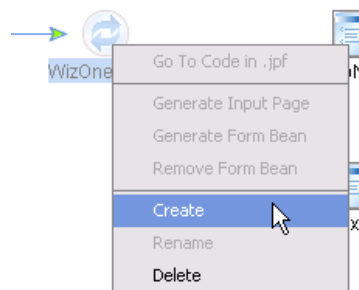 WizOne
Go To Code in .jpf
Generate Input Page
Generate Form Bean
Remove Form Bean
Create
Rename
Delete